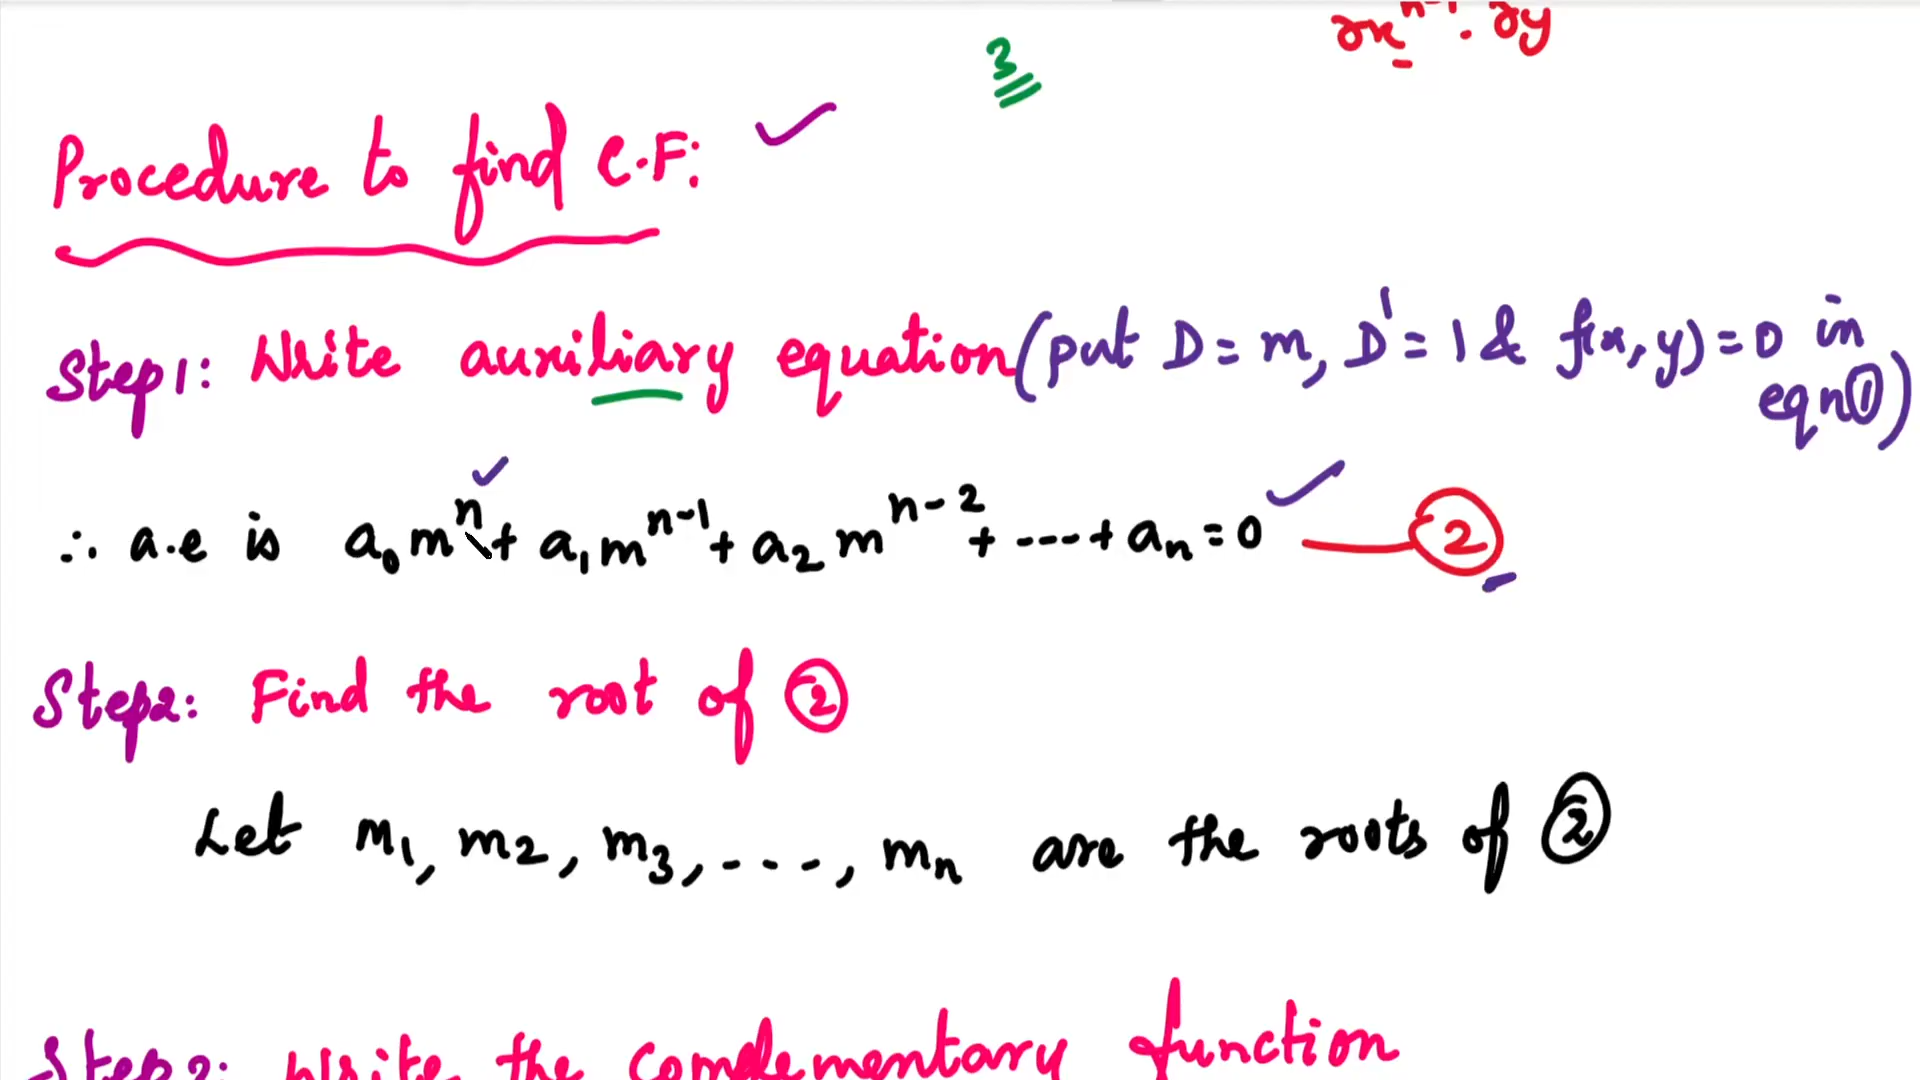 ∂x^n-1 . ∂y
3
Procedure to find C.F:
Step1: Write auxiliary equation (put D = m, D' = 1 & f(x, y) = 0 in eqn ①)
∴ a.e is a₀mⁿ + a₁mⁿ⁻¹ + a₂mⁿ⁻² + ---- + aₙ = 0 — ②
Step2: Find the root of ②
Let m₁, m₂, m₃, ...., mₙ are the roots of ②
Step3: Write the complementary function